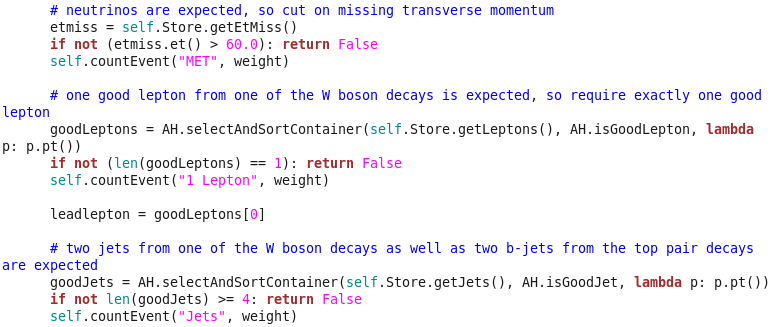 # neutrinos are expected, so cut on missing transverse momentum
etmiss = self.Store.getEtMiss()
if not (etmiss.et() > 60.0): return False
self.countEvent("MET", weight)
# one good lepton from one of the W boson decays is expected, so require exactly one good
lepton
goodLeptons = AH.selectAndSortContainer(self.Store.getLeptons(), AH.isGoodLepton, lambda
p: p.pt())
if not (len(goodLeptons) == 1): return False
self.countEvent("1 Lepton", weight)
leadlepton = goodLeptons[0]
# two jets from one of the W boson decays as well as two b-jets from the top pair decays
are expected
goodJets = AH.selectAndSortContainer(self.Store.getJets(), AH.isGoodJet, lambda p: p.pt())
if not len(goodJets) >= 4: return False
self.countEvent("Jets", weight)